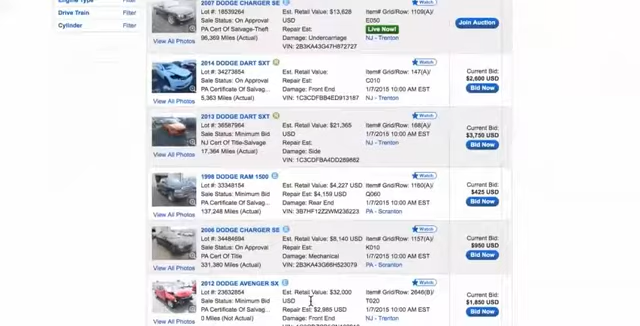 Engine Type Filter
Drive Train Filter
Cylinder Filter
2007 DODGE CHARGER SE
Lot #: 18539264
Sale Status: On Approval
PA Cert Of Salvage-Theft
96,369 Miles (Actual)
View All Photos
Est. Retail Value: $13,628
USD
Repair Est:
Damage: Undercarriage
VIN: 2B3KA43G47H872727
Watch
Item# Grid/Row: 1109(A)/
E050
Live Now!
NJ - Trenton
Join Auction
2014 DODGE DART SXT
Lot #: 34273854
Sale Status: On Approval
PA Certificate Of Salvag...
5,363 Miles (Actual)
View All Photos
Est. Retail Value:
Repair Est:
Damage: Front End
VIN: 1C3CDFBB4ED913187
Watch
Item# Grid/Row: 147(A)/
C010
1/7/2015 10:00 AM EST
NJ - Trenton
Current Bid:
$2,600 USD
Bid Now
2013 DODGE DART SXT
Lot #: 36587964
Sale Status: Minimum Bid
NJ Cert Of Title-Salvage
17,364 Miles (Actual)
View All Photos
Est. Retail Value: $21,365
USD
Repair Est:
Damage: Side
VIN: 1C3CDFBA4DD289882
Watch
Item# Grid/Row: 168(A)/
1/7/2015 10:00 AM EST
NJ - Trenton
Current Bid:
$3,750 USD
Bid Now
1998 DODGE RAM 1500
Lot #: 33348154
Sale Status: Minimum Bid
PA Certificate Of Salvag...
137,248 Miles (Actual)
View All Photos
Est. Retail Value: $4,227 USD
Repair Est: $4,159 USD
Damage: Rear End
VIN: 3B7HF12Z2WM238223
Watch
Item# Grid/Row: 1180(A)/
G060
1/7/2015 10:00 AM EST
PA - Scranton
Current Bid:
$425 USD
Bid Now
2006 DODGE CHARGER SE
Lot #: 34484694
Sale Status: On Approval
PA Cert Of Title
331,380 Miles (Actual)
View All Photos
Est. Retail Value: $8,140 USD
Repair Est:
Damage: Mechanical
VIN: 2B3KA43G66H523079
Watch
Item# Grid/Row: 1157(A)/
K010
1/7/2015 10:00 AM EST
PA - Scranton
Current Bid:
$950 USD
Bid Now
2012 DODGE AVENGER SX
Lot #: 23632854
Sale Status: Minimum Bid
PA Certificate Of Salvag...
0 Miles (Not Actual)
View All Photos
Est. Retail Value: $32,000
USD
Repair Est: $2,985 USD
Damage: Front End
Watch
Item# Grid/Row: 2646(B)/
T020
1/7/2015 10:00 AM EST
NJ - Trenton
Current Bid:
$1,850 USD
Bid Now